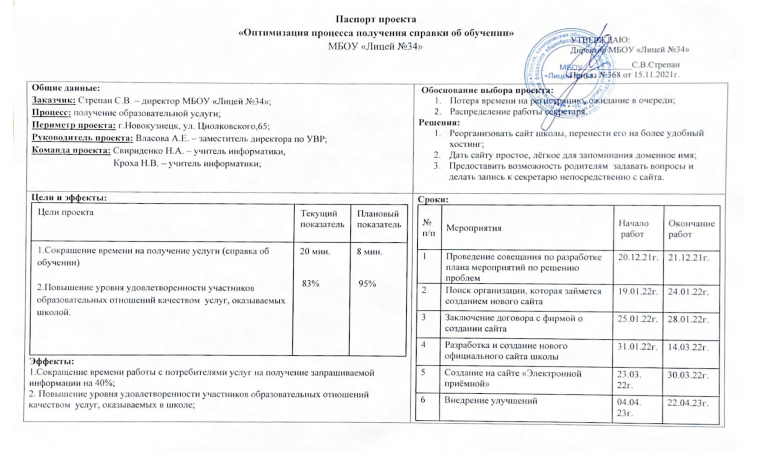 Паспорт проекта
«Оптимизация процесса получения справки об обучении»
МБОУ «Лицей №34»
УТВЕРЖДАЮ:
Директор МБОУ «Лицей №34»
С.В.Стрепан
Приказ №368 от 15.11.2021г.
МБОУ
«Лицей
Общие данные:
Заказчик: Стрепан С.В. – директор МБОУ «Лицей №34»;
Процесс: получение образовательной услуги;
Периметр проекта: г.Новокузнецк, ул. Циолковского,65;
Руководитель проекта: Власова А.Е. – заместитель директора по УВР;
Команда проекта: Свириденко Н.А. – учитель информатики,
Кроха Н.В. – учитель информатики;
Обоснование выбора проекта:
1. Потеря времени на регистрацию, ожидание в очереди;
2. Распределение работы секретаря.
Решения:
1. Реорганизовать сайт школы, перенести его на более удобный
хостинг;
2. Дать сайту простое, лёгкое для запоминания доменное имя;
3. Предоставить возможность родителям задавать вопросы и
делать запись к секретарю непосредственно с сайта.
Цели и эффекты:
Цели проекта
Текущий показатель
Плановый показатель
1.Сокращение времени на получение услуги (справка об обучении)
20 мин.
8 мин.
2.Повышение уровня удовлетворенности участников
83%
95%
образовательных отношений качеством услуг, оказываемых
школой.
Эффекты:
1.Сокращение времени работы с потребителями услуг на получение запрашиваемой
информации на 40%;
2. Повышение уровня удовлетворенности участников образовательных отношений
качеством услуг, оказываемых в школе;
Сроки:
№ п/п
Мероприятия
Начало работ
Окончание работ
1 Проведение совещания по разработке 20.12.21г. 21.12.21г.
плана мероприятий по решению
проблем
2 Поиск организации, которая займется 19.01.22г. 24.01.22г.
созданием нового сайта
3 Заключение договора с фирмой о 25.01.22г. 28.01.22г.
создании сайта
4 Разработка и создание нового 31.01.22г. 14.03.22г.
официального сайта школы
5 Создание на сайте «Электронной 23.03. 30.03.22г.
приёмной» 22г.
6 Внедрение улучшений 04.04. 22.04.23г.
23г.